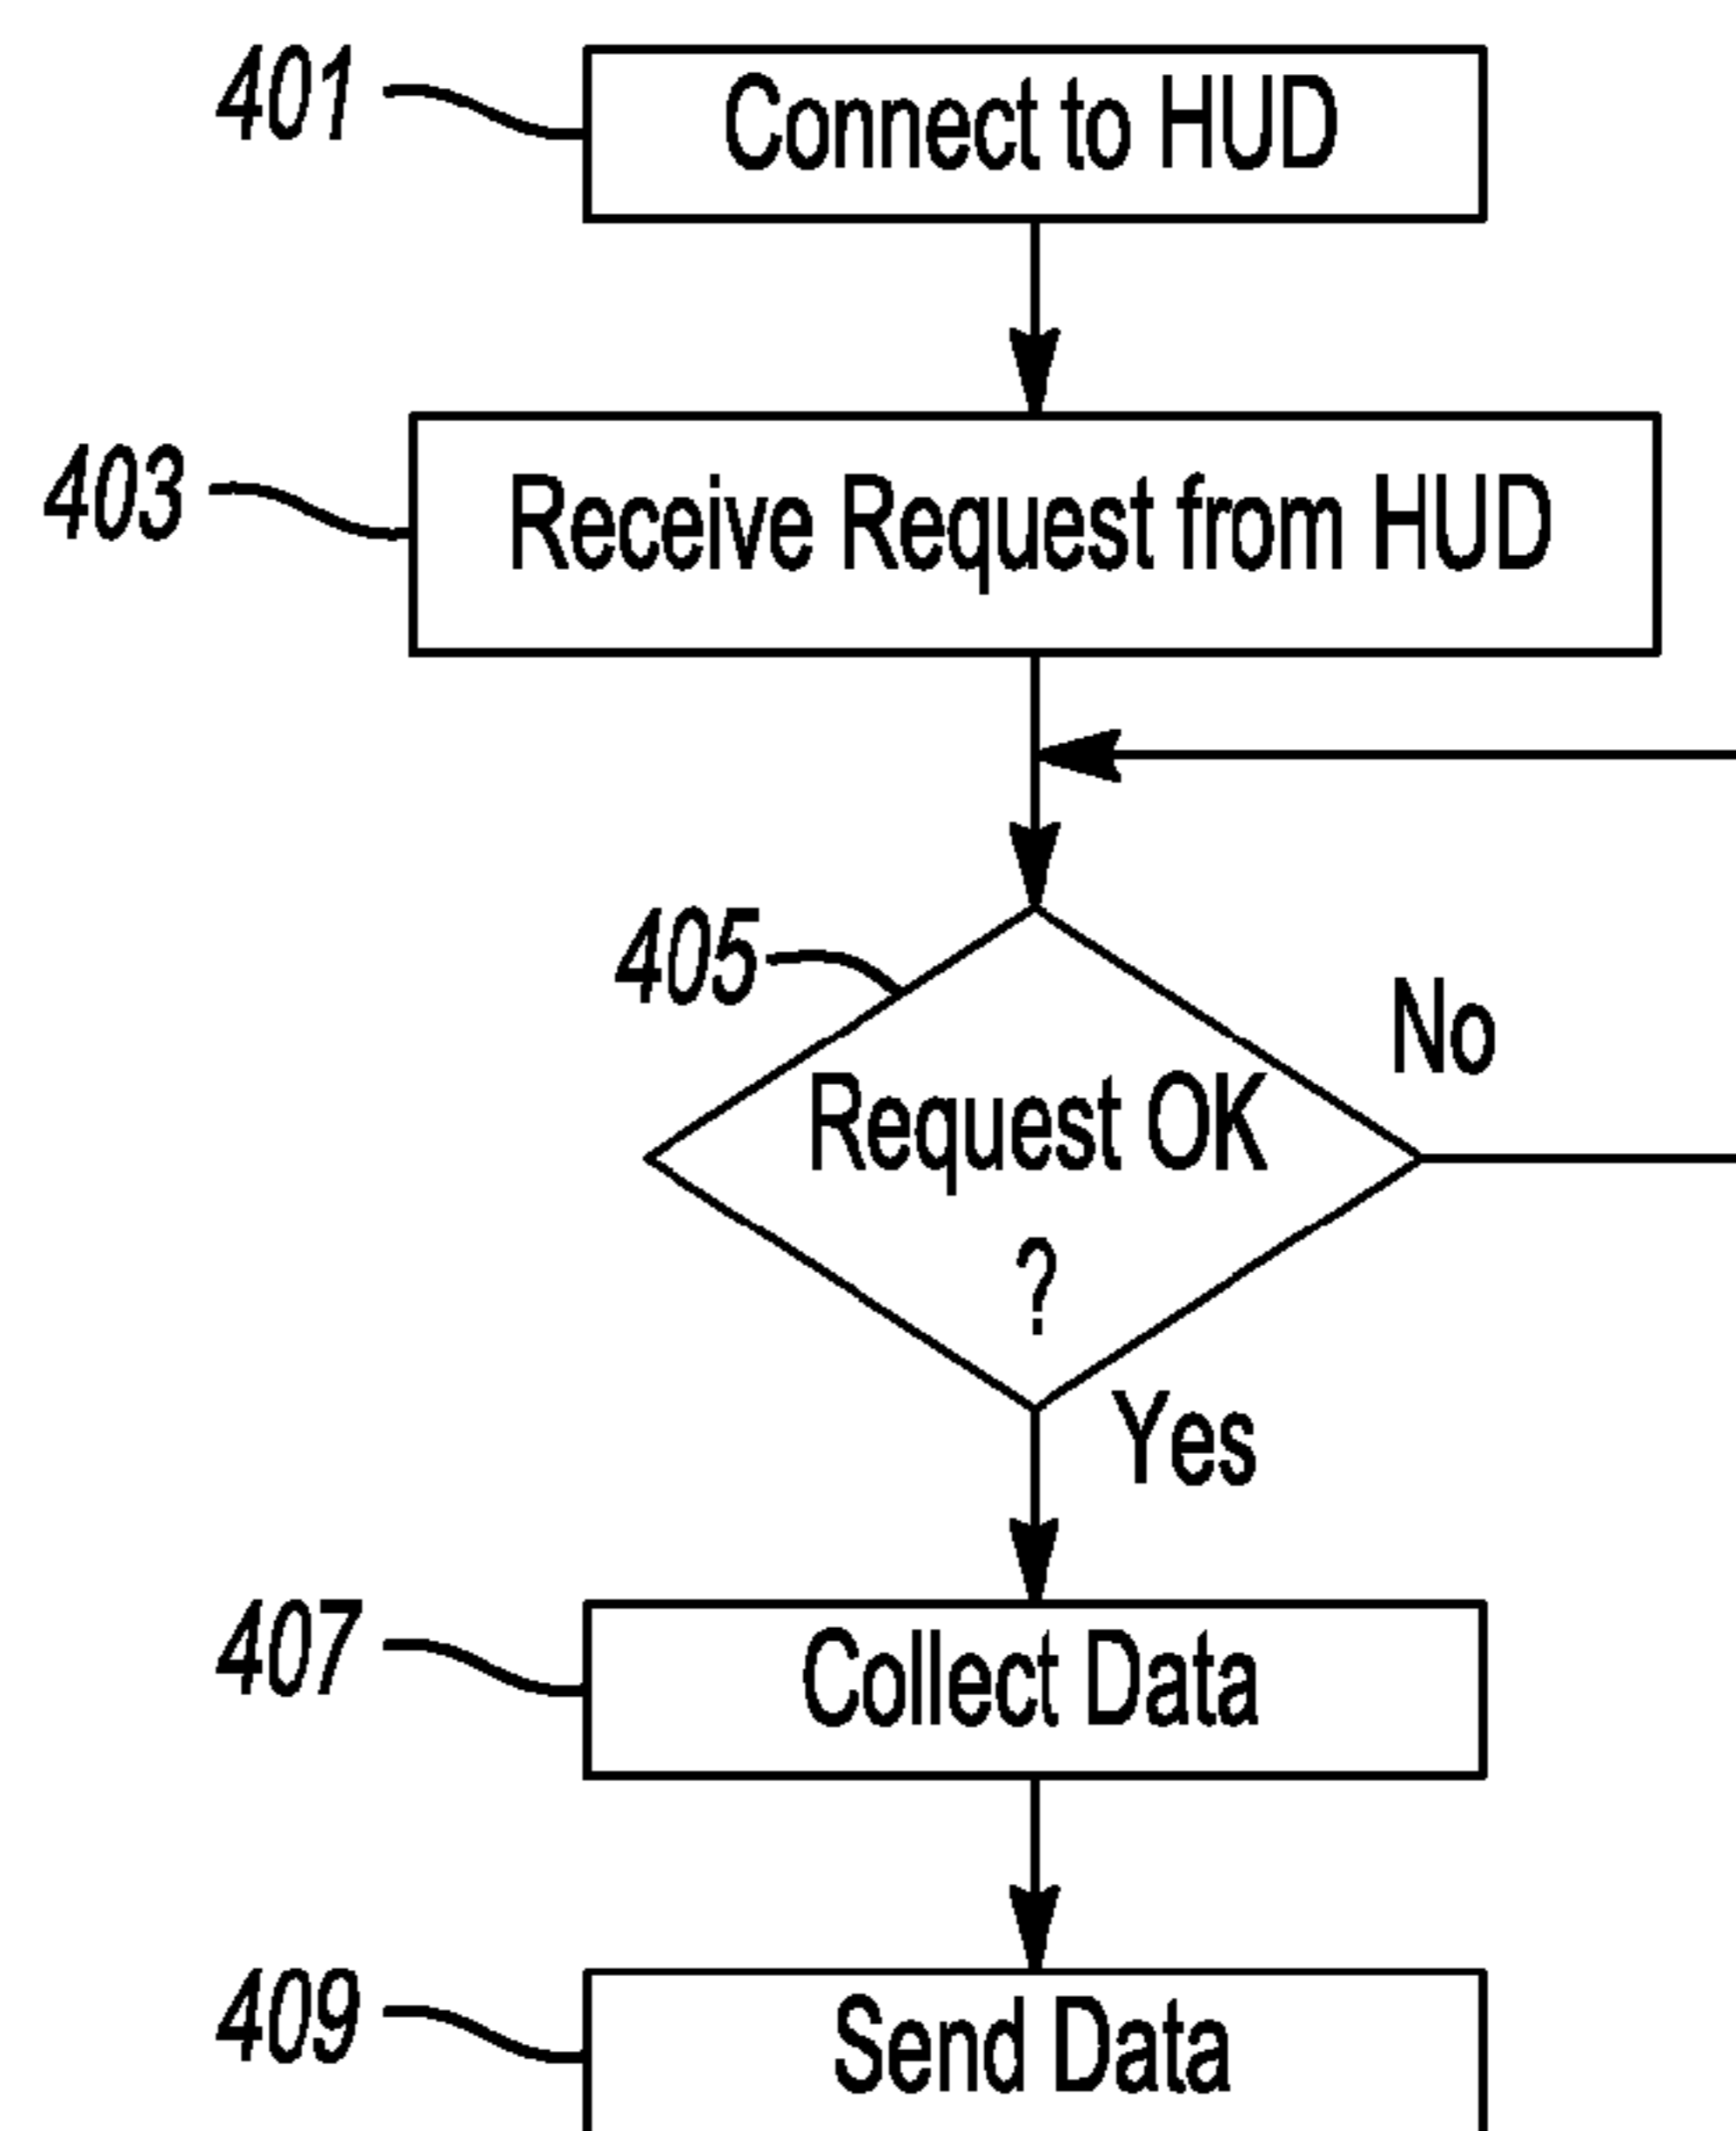 401
Connect to HUD
403
Receive Request from HUD
405
No
Request OK
?
Yes
407
Collect Data
409
Send Data